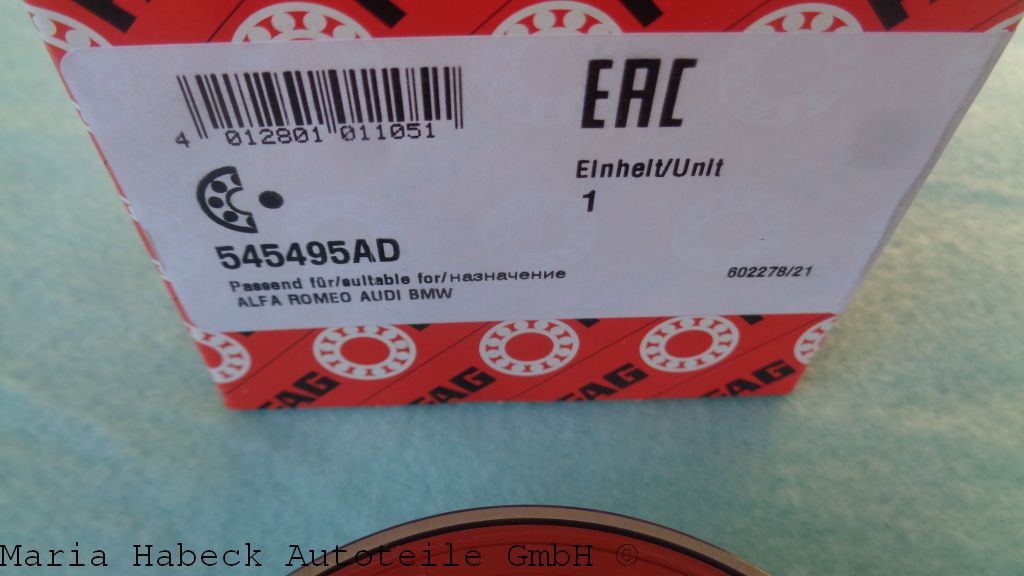 4 012801 011051
EAC
Einheit/Unit
1
545495AD
Passend für/suitable for/назначение
ALFA ROMEO AUDI BMW
602278/21
FAG FAG FAG FAG
Maria Habeck Autoteile GmbH ©